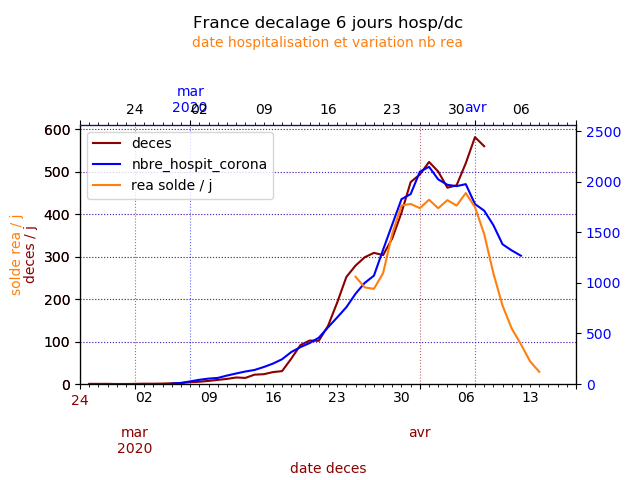 France decalage 6 jours hosp/dc
date hospitalisation et variation nb rea
mar avr
2020
24 02 09 16 23 30 06
deces
nbre_hospit_corona
rea solde / j
600
500
400
300
200
100
0
solde rea / j
deces / j
2500
2000
1500
1000
500
0
24 02 09 16 23 30 06 13
mar avr
2020
date deces